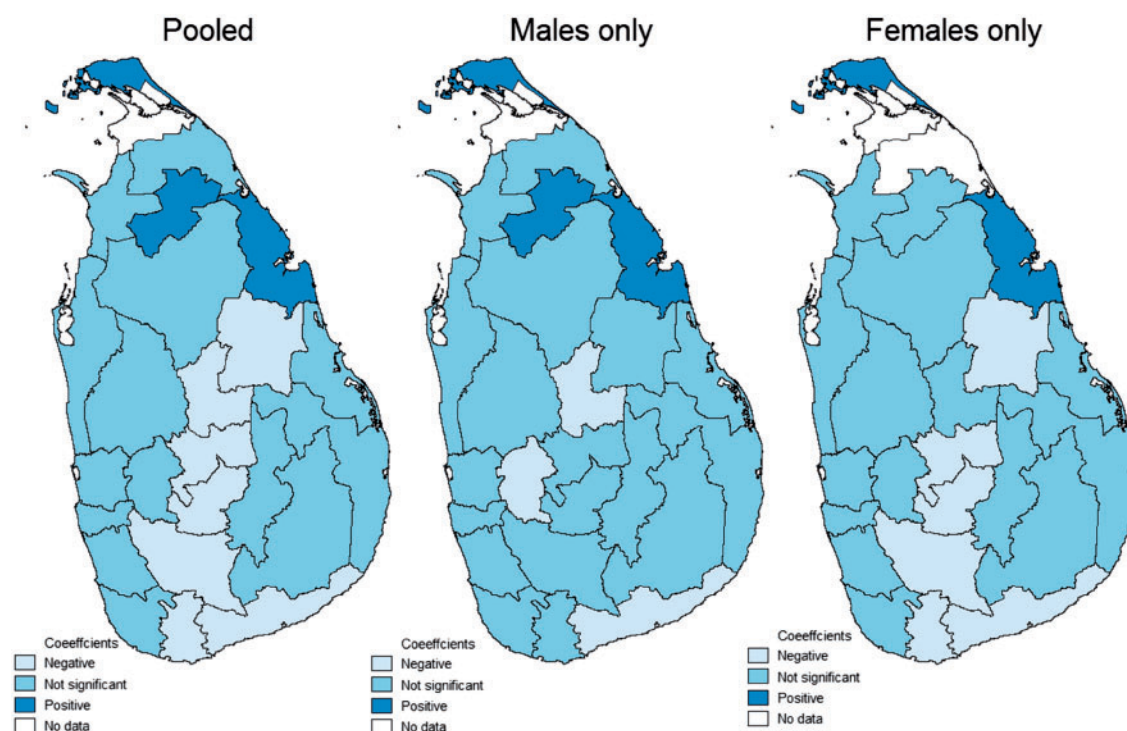 Pooled
Males only
Females only
Coeeffcients
Negative
Not significant
Positive
No data
Coeeffcients
Negative
Not significant
Positive
No data
Coeeffcients
Negative
Not significant
Positive
No data